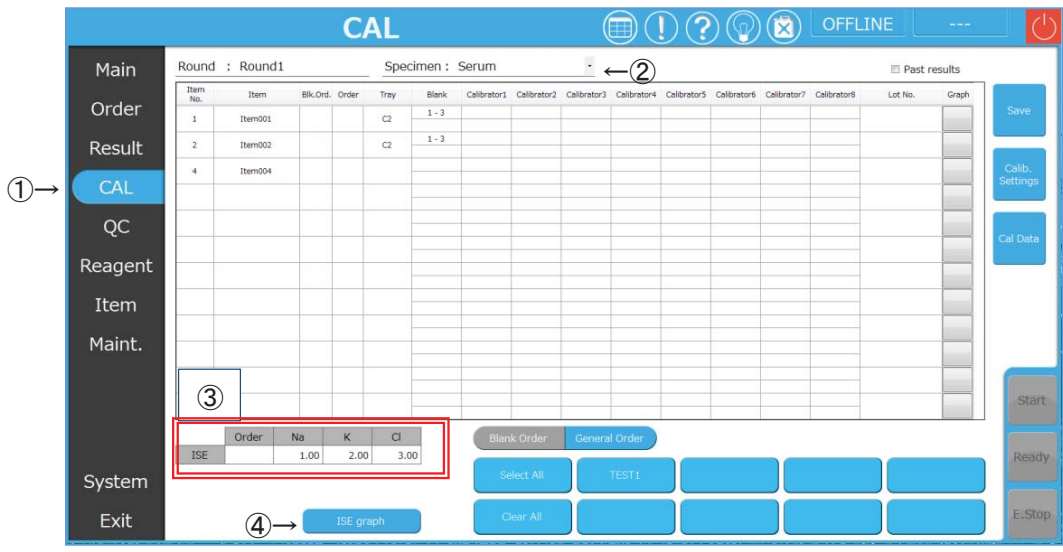 CAL OFFLINE ---
Main
Order
Result
①→ CAL
QC
Reagent
Item
Maint.
System
Exit
Round : Round1 Specimen : Serum ←② Past results
Item No. Item Blk.Ord. Order Tray Blank Calibrator1 Calibrator2 Calibrator3 Calibrator4 Calibrator5 Calibrator6 Calibrator7 Calibrator8 Lot No. Graph
1 Item001 C2 1 - 3
2 Item002 C2 1 - 3
4 Item004
③
Order Na K Cl
ISE 1.00 2.00 3.00
④→ ISE graph
Blank Order General Order
Select All TEST1
Clear All
Save
Calib.
Settings
Cal Data
Start
Ready
E.Stop